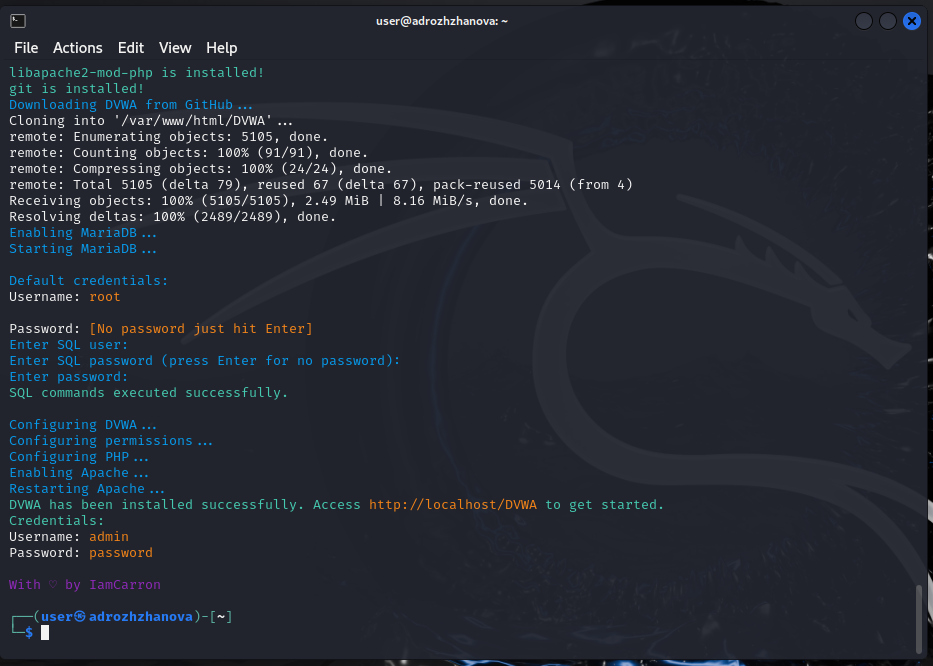 user@adrozhzhanova: ~
File Actions Edit View Help
libapache2-mod-php is installed!
git is installed!
Downloading DVWA from GitHub...
Cloning into '/var/www/html/DVWA'...
remote: Enumerating objects: 5105, done.
remote: Counting objects: 100% (91/91), done.
remote: Compressing objects: 100% (24/24), done.
remote: Total 5105 (delta 79), reused 67 (delta 67), pack-reused 5014 (from 4)
Receiving objects: 100% (5105/5105), 2.49 MiB | 8.16 MiB/s, done.
Resolving deltas: 100% (2489/2489), done.
Enabling MariaDB...
Starting MariaDB...
Default credentials:
Username: root
Password: [No password just hit Enter]
Enter SQL user:
Enter SQL password (press Enter for no password):
Enter password:
SQL commands executed successfully.
Configuring DVWA...
Configuring permissions...
Configuring PHP...
Enabling Apache...
Restarting Apache...
DVWA has been installed successfully. Access http://localhost/DVWA to get started.
Credentials:
Username: admin
Password: password
With ♡ by IamCarron
┌──(user㉿adrozhzhanova)-[~]
└─$